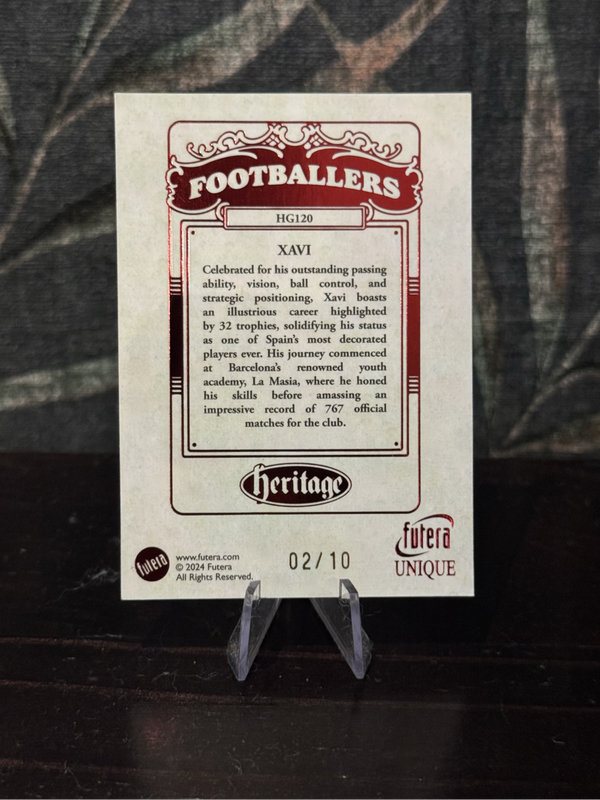 FOOTBALLERS
HG120
XAVI
Celebrated for his outstanding passing
ability, vision, ball control, and
strategic positioning, Xavi boasts
an illustrious career highlighted
by 32 trophies, solidifying his status
as one of Spain's most decorated
players ever. His journey commenced
at Barcelona's renowned youth
academy, La Masia, where he honed
his skills before amassing an
impressive record of 767 official
matches for the club.
heritage
futera
www.futera.com
© 2024 Futera
All Rights Reserved.
02/10
futera
UNIQUE